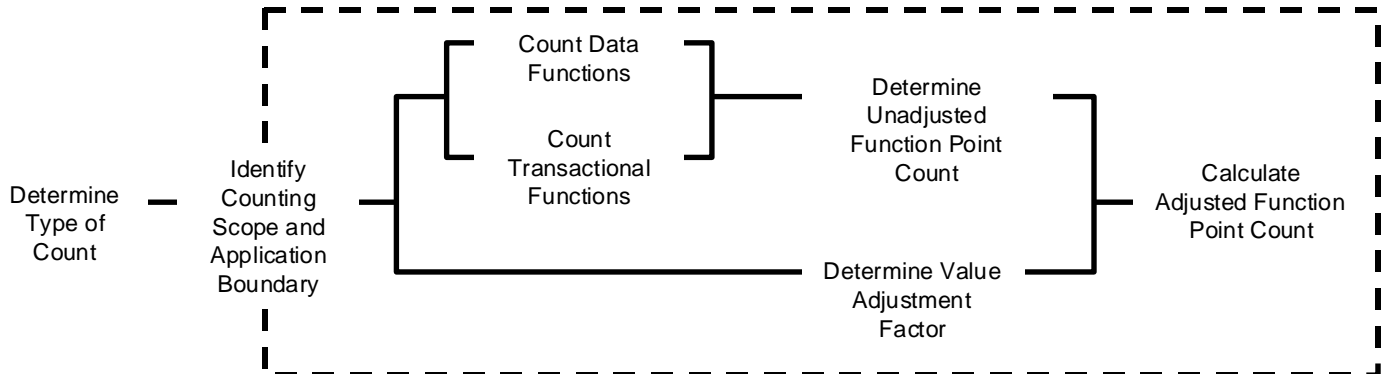 Determine
Type of
Count
Identify
Counting
Scope and
Application
Boundary
Count Data
Functions
Count
Transactional
Functions
Determine
Unadjusted
Function Point
Count
Determine Value
Adjustment
Factor
Calculate
Adjusted Function
Point Count